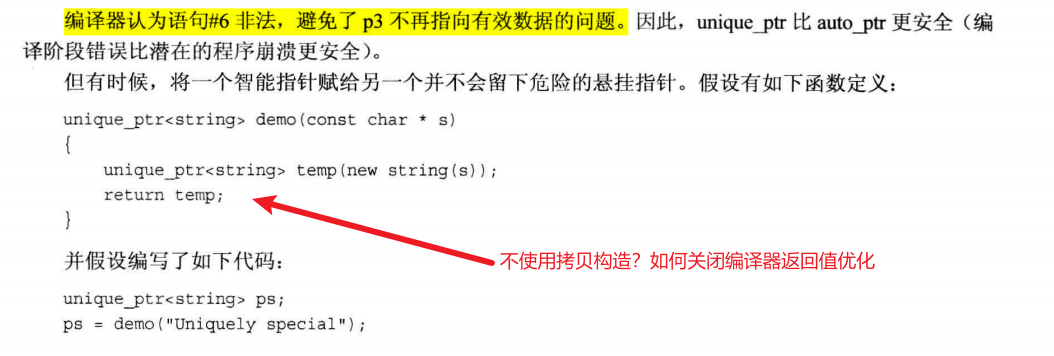 编译器认为语句#6 非法，避免了 p3 不再指向有效数据的问题。因此，unique_ptr 比 auto_ptr 更安全（编
译阶段错误比潜在的程序崩溃更安全）。
但有时候，将一个智能指针赋给另一个并不会留下危险的悬挂指针。假设有如下函数定义：
unique_ptr<string> demo(const char * s)
{
    unique_ptr<string> temp(new string(s));
    return temp;
}
不使用拷贝构造？如何关闭编译器返回值优化
并假设编写了如下代码：
unique_ptr<string> ps;
ps = demo("Uniquely special");